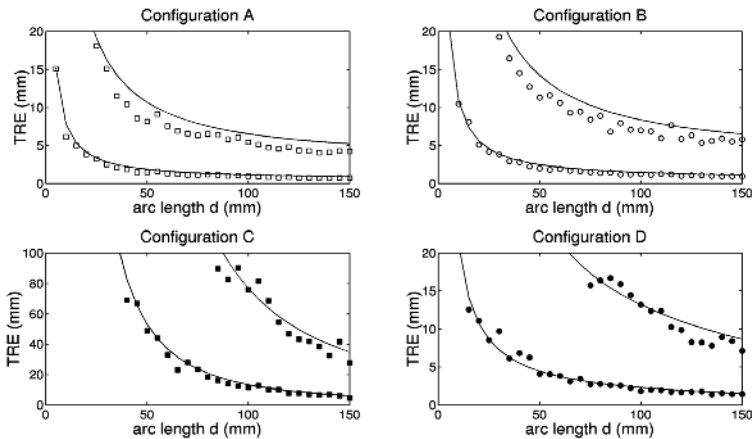 Configuration A
20
15
10
5
0
TRE (mm)
0 50 100 150
arc length d (mm)
Configuration B
20
15
10
5
0
TRE (mm)
0 50 100 150
arc length d (mm)
Configuration C
100
80
60
40
20
0
TRE (mm)
0 50 100 150
arc length d (mm)
Configuration D
20
15
10
5
0
TRE (mm)
0 50 100 150
arc length d (mm)